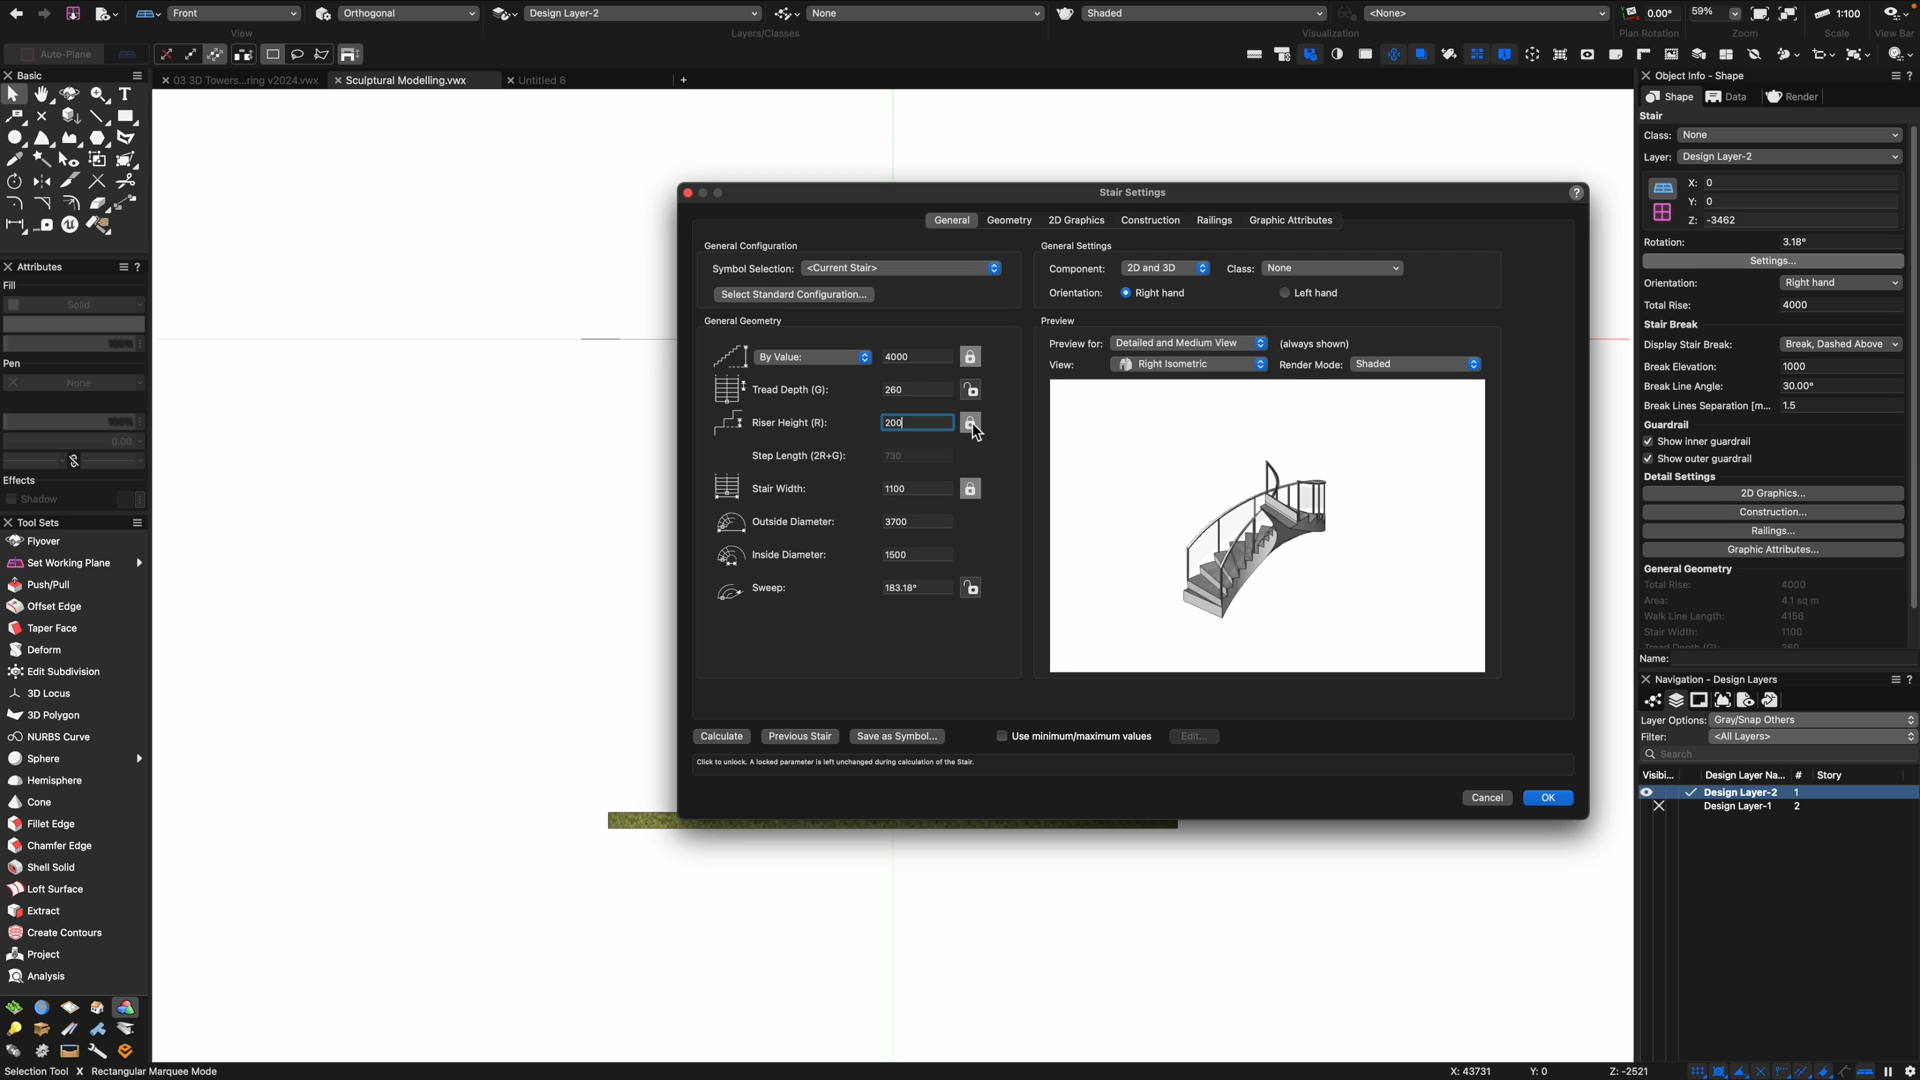 Front
Orthogonal
Design Layer-2
None
Shaded
<None>
0.00°
59%
1:100
View
Layers/Classes
Visualization
Plan Rotation
Zoom
Scale
View Bar
Auto-Plane
Basic
03 3D Towers...ring v2024.vwx
Sculptural Modelling.vwx
Untitled 6
+
Attributes
?
Fill
Solid
100%
Pen
None
100%
0.00
Effects
Shadow
Tool Sets
Flyover
Set Working Plane
Push/Pull
Offset Edge
Taper Face
Deform
Edit Subdivision
3D Locus
3D Polygon
NURBS Curve
Sphere
Hemisphere
Cone
Fillet Edge
Chamfer Edge
Shell Solid
Loft Surface
Extract
Create Contours
Project
Analysis
Stair Settings
?
General
Geometry
2D Graphics
Construction
Railings
Graphic Attributes
General Configuration
Symbol Selection: <Current Stair>
Select Standard Configuration...
General Settings
Component: 2D and 3D
Class: None
Orientation: Right hand
Left hand
General Geometry
By Value: 4000
Tread Depth (G): 260
Riser Height (R): 200
Step Length (2R+G): 730
Stair Width: 1100
Outside Diameter: 3700
Inside Diameter: 1500
Sweep: 183.18°
Preview
Preview for: Detailed and Medium View (always shown)
View: Right Isometric
Render Mode: Shaded
Calculate
Previous Stair
Save as Symbol...
Use minimum/maximum values
Edit...
Click to unlock. A locked parameter is left unchanged during calculation of the Stair.
Cancel
OK
Object Info - Shape
?
Shape
Data
Render
Stair
Class: None
Layer: Design Layer-2
X: 0
Y: 0
Z: -3462
Rotation: 3.18°
Settings...
Orientation: Right hand
Total Rise: 4000
Stair Break
Display Stair Break: Break, Dashed Above
Break Elevation: 1000
Break Line Angle: 30.00°
Break Lines Separation [m... 1.5
Guardrail
Show inner guardrail
Show outer guardrail
Detail Settings
2D Graphics...
Construction...
Railings...
Graphic Attributes...
General Geometry
Total Rise: 4000
Area: 4.1 sq m
Walk Line Length: 4156
Stair Width: 1100
Tread Depth (G): 260
Name:
Navigation - Design Layers
?
Layer Options: Gray/Snap Others
Filter: <All Layers>
Search
Visibi...
Design Layer Na...
#
Story
Design Layer-2 1
Design Layer-1 2
Selection Tool X Rectangular Marquee Mode
X: 43731
Y: 0
Z: -2521